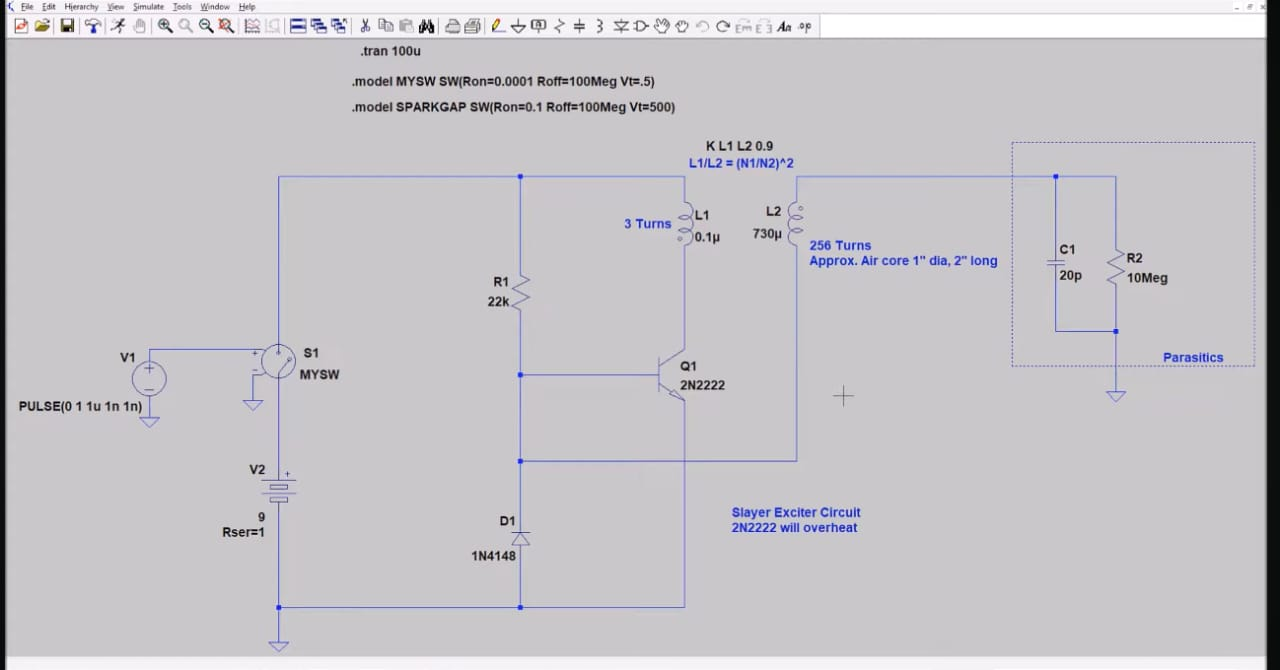 File Edit Hierarchy View Simulate Tools Window Help
.tran 100u
.model MYSW SW(Ron=0.0001 Roff=100Meg Vt=.5)
.model SPARKGAP SW(Ron=0.1 Roff=100Meg Vt=500)
K L1 L2 0.9
L1/L2 = (N1/N2)^2
3 Turns
L1
0.1µ
L2
730µ
256 Turns
Approx. Air core 1" dia, 2" long
C1
20p
R2
10Meg
Parasitics
R1
22k
V1
PULSE(0 1 1u 1n 1n)
S1
MYSW
Q1
2N2222
V2
9
Rser=1
D1
1N4148
Slayer Exciter Circuit
2N2222 will overheat